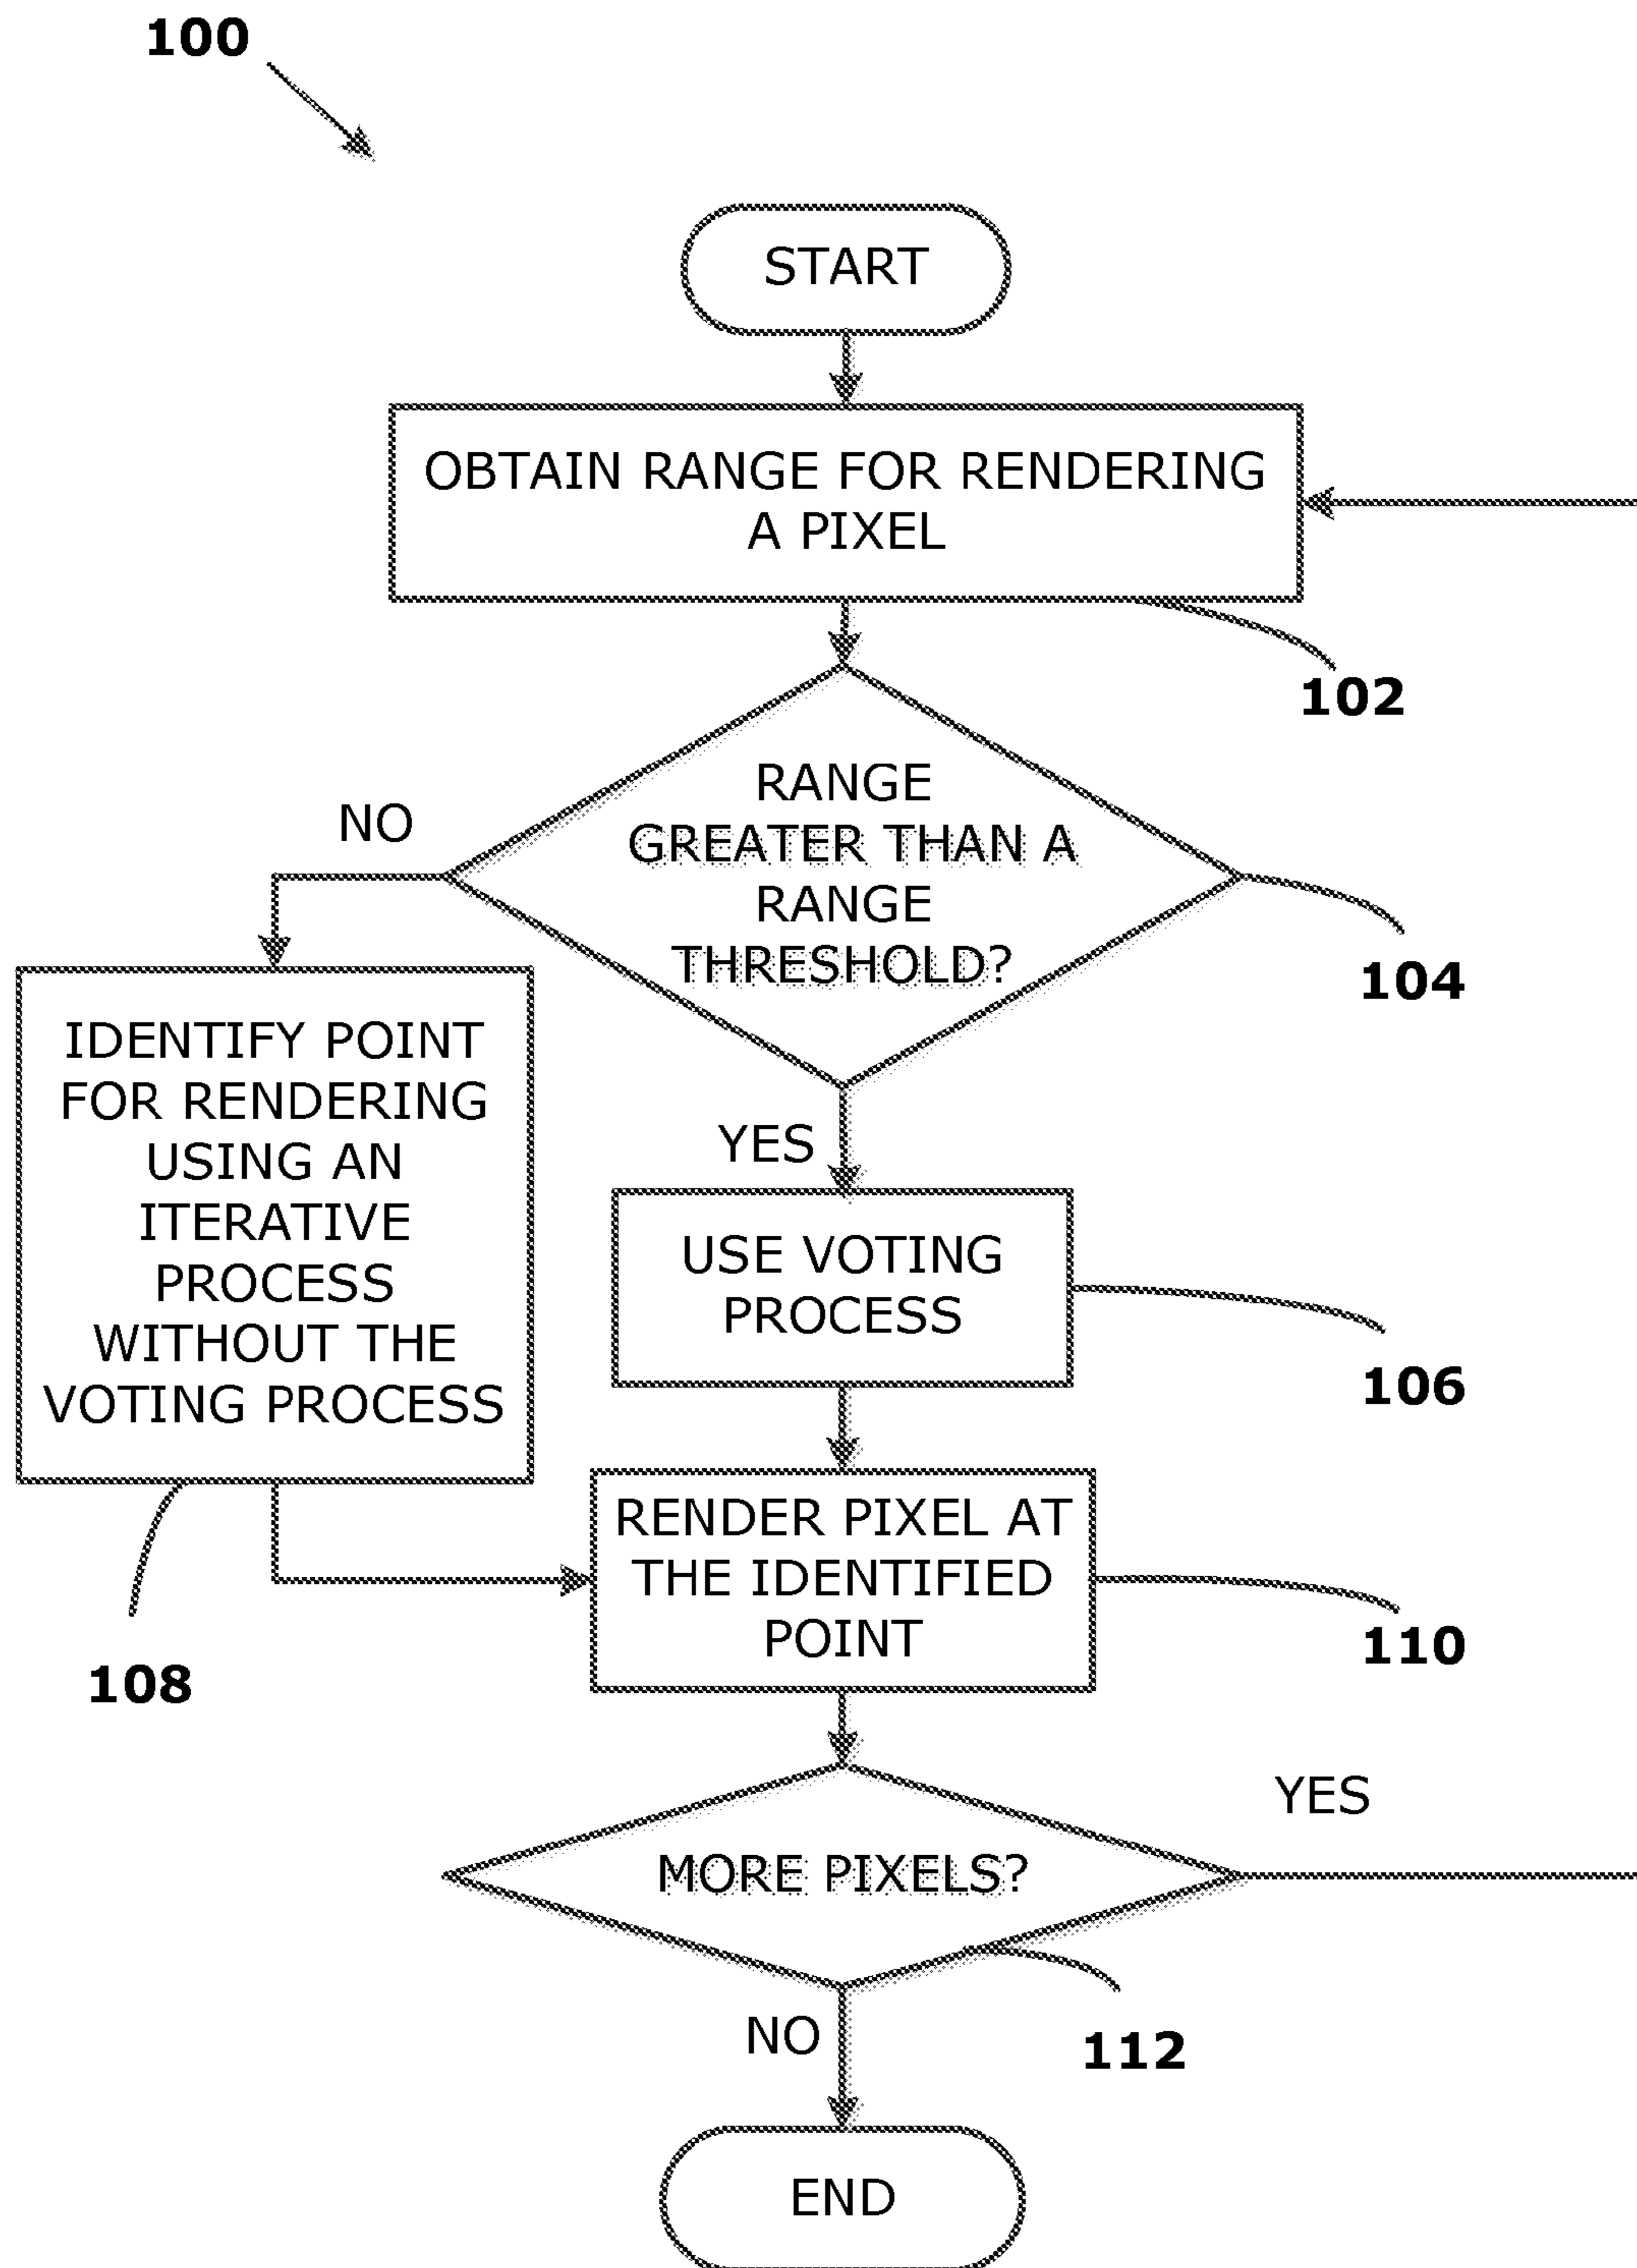 100
START
OBTAIN RANGE FOR RENDERING
A PIXEL
102
RANGE
GREATER THAN A
RANGE
THRESHOLD?
NO
104
IDENTIFY POINT
FOR RENDERING
USING AN
ITERATIVE
PROCESS
WITHOUT THE
VOTING PROCESS
108
YES
USE VOTING
PROCESS
106
RENDER PIXEL AT
THE IDENTIFIED
POINT
110
MORE PIXELS?
YES
112
NO
END